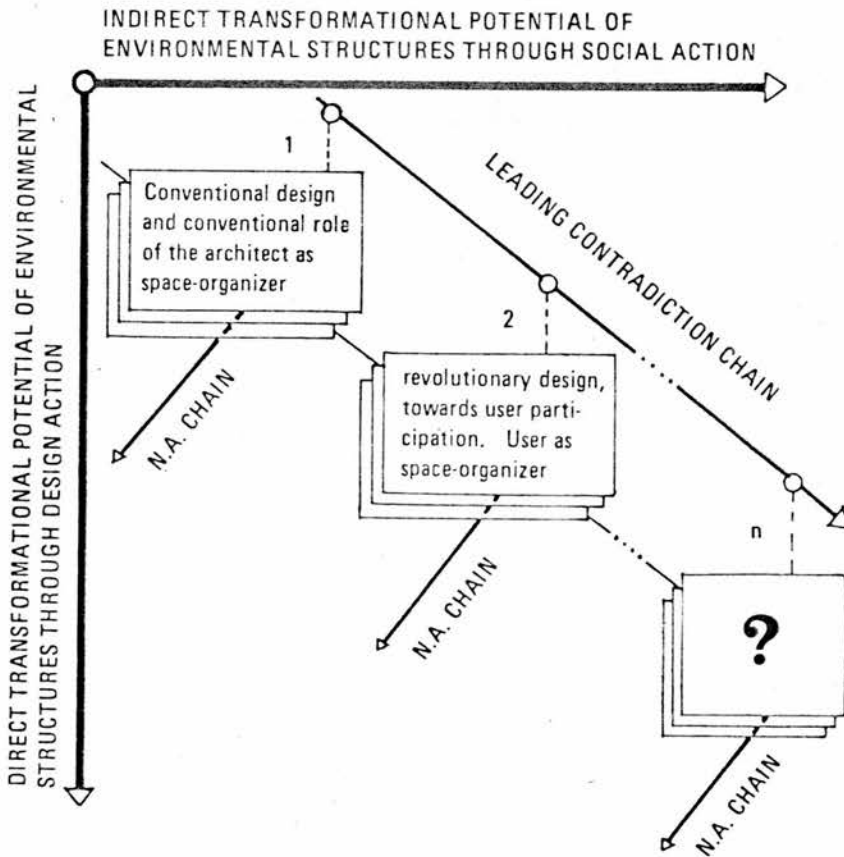 INDIRECT TRANSFORMATIONAL POTENTIAL OF
ENVIRONMENTAL STRUCTURES THROUGH SOCIAL ACTION
DIRECT TRANSFORMATIONAL POTENTIAL OF ENVIRONMENTAL
STRUCTURES THROUGH DESIGN ACTION
LEADING CONTRADICTION CHAIN
1
Conventional design
and conventional role
of the architect as
space-organizer
N.A. CHAIN
2
revolutionary design,
towards user parti-
cipation. User as
space-organizer
N.A. CHAIN
n
?
N.A. CHAIN